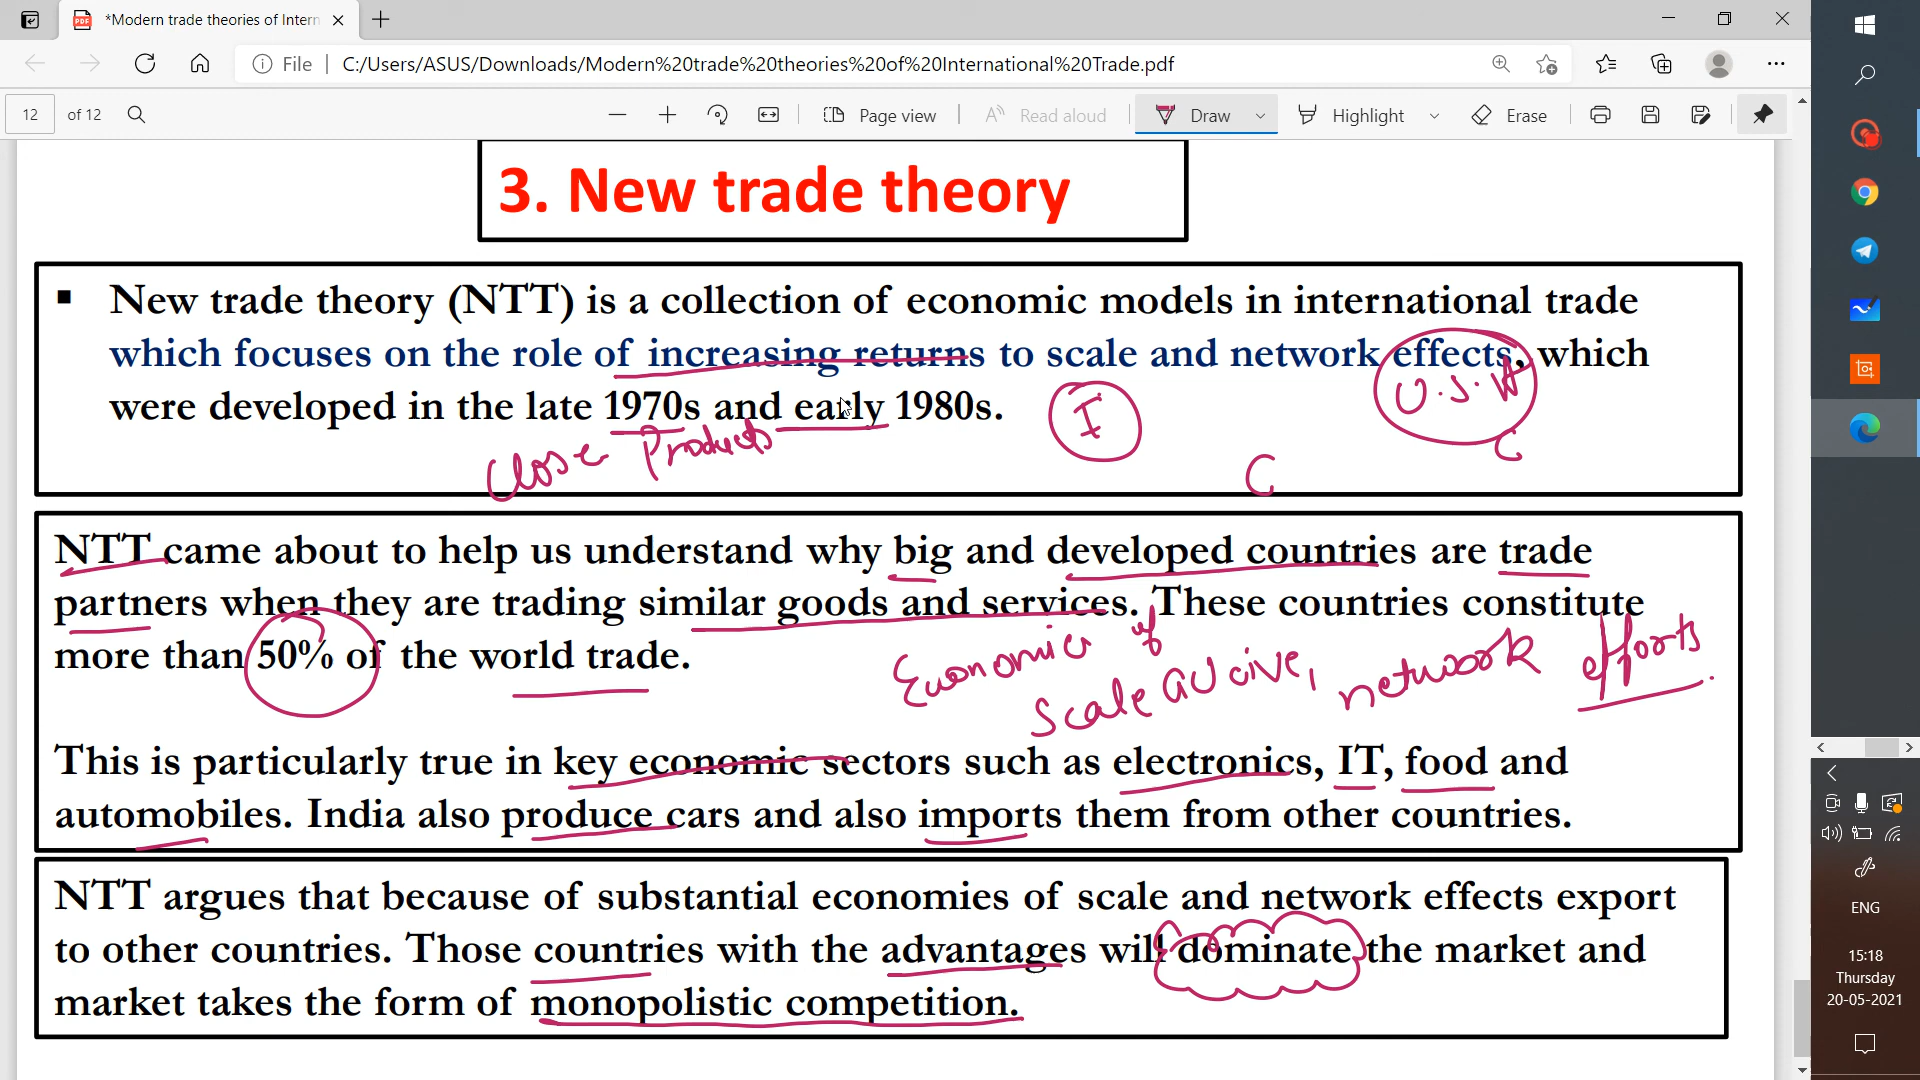 *Modern trade theories of Intern
File
C:/Users/ASUS/Downloads/Modern%20trade%20theories%20of%20International%20Trade.pdf
12 of 12
Page view
Read aloud
Draw
Highlight
Erase
3. New trade theory
▪ New trade theory (NTT) is a collection of economic models in international trade
which focuses on the role of increasing returns to scale and network effects, which
were developed in the late 1970s and early 1980s.
I
U.S.A
Close Products
C
C
NTT came about to help us understand why big and developed countries are trade
partners when they are trading similar goods and services. These countries constitute
more than 50% of the world trade.
Economies of
Scale network efforts
This is particularly true in key economic sectors such as electronics, IT, food and
automobiles. India also produce cars and also imports them from other countries.
NTT argues that because of substantial economies of scale and network effects export
to other countries. Those countries with the advantages will dominate the market and
market takes the form of monopolistic competition.
ENG
15:18
Thursday
20-05-2021